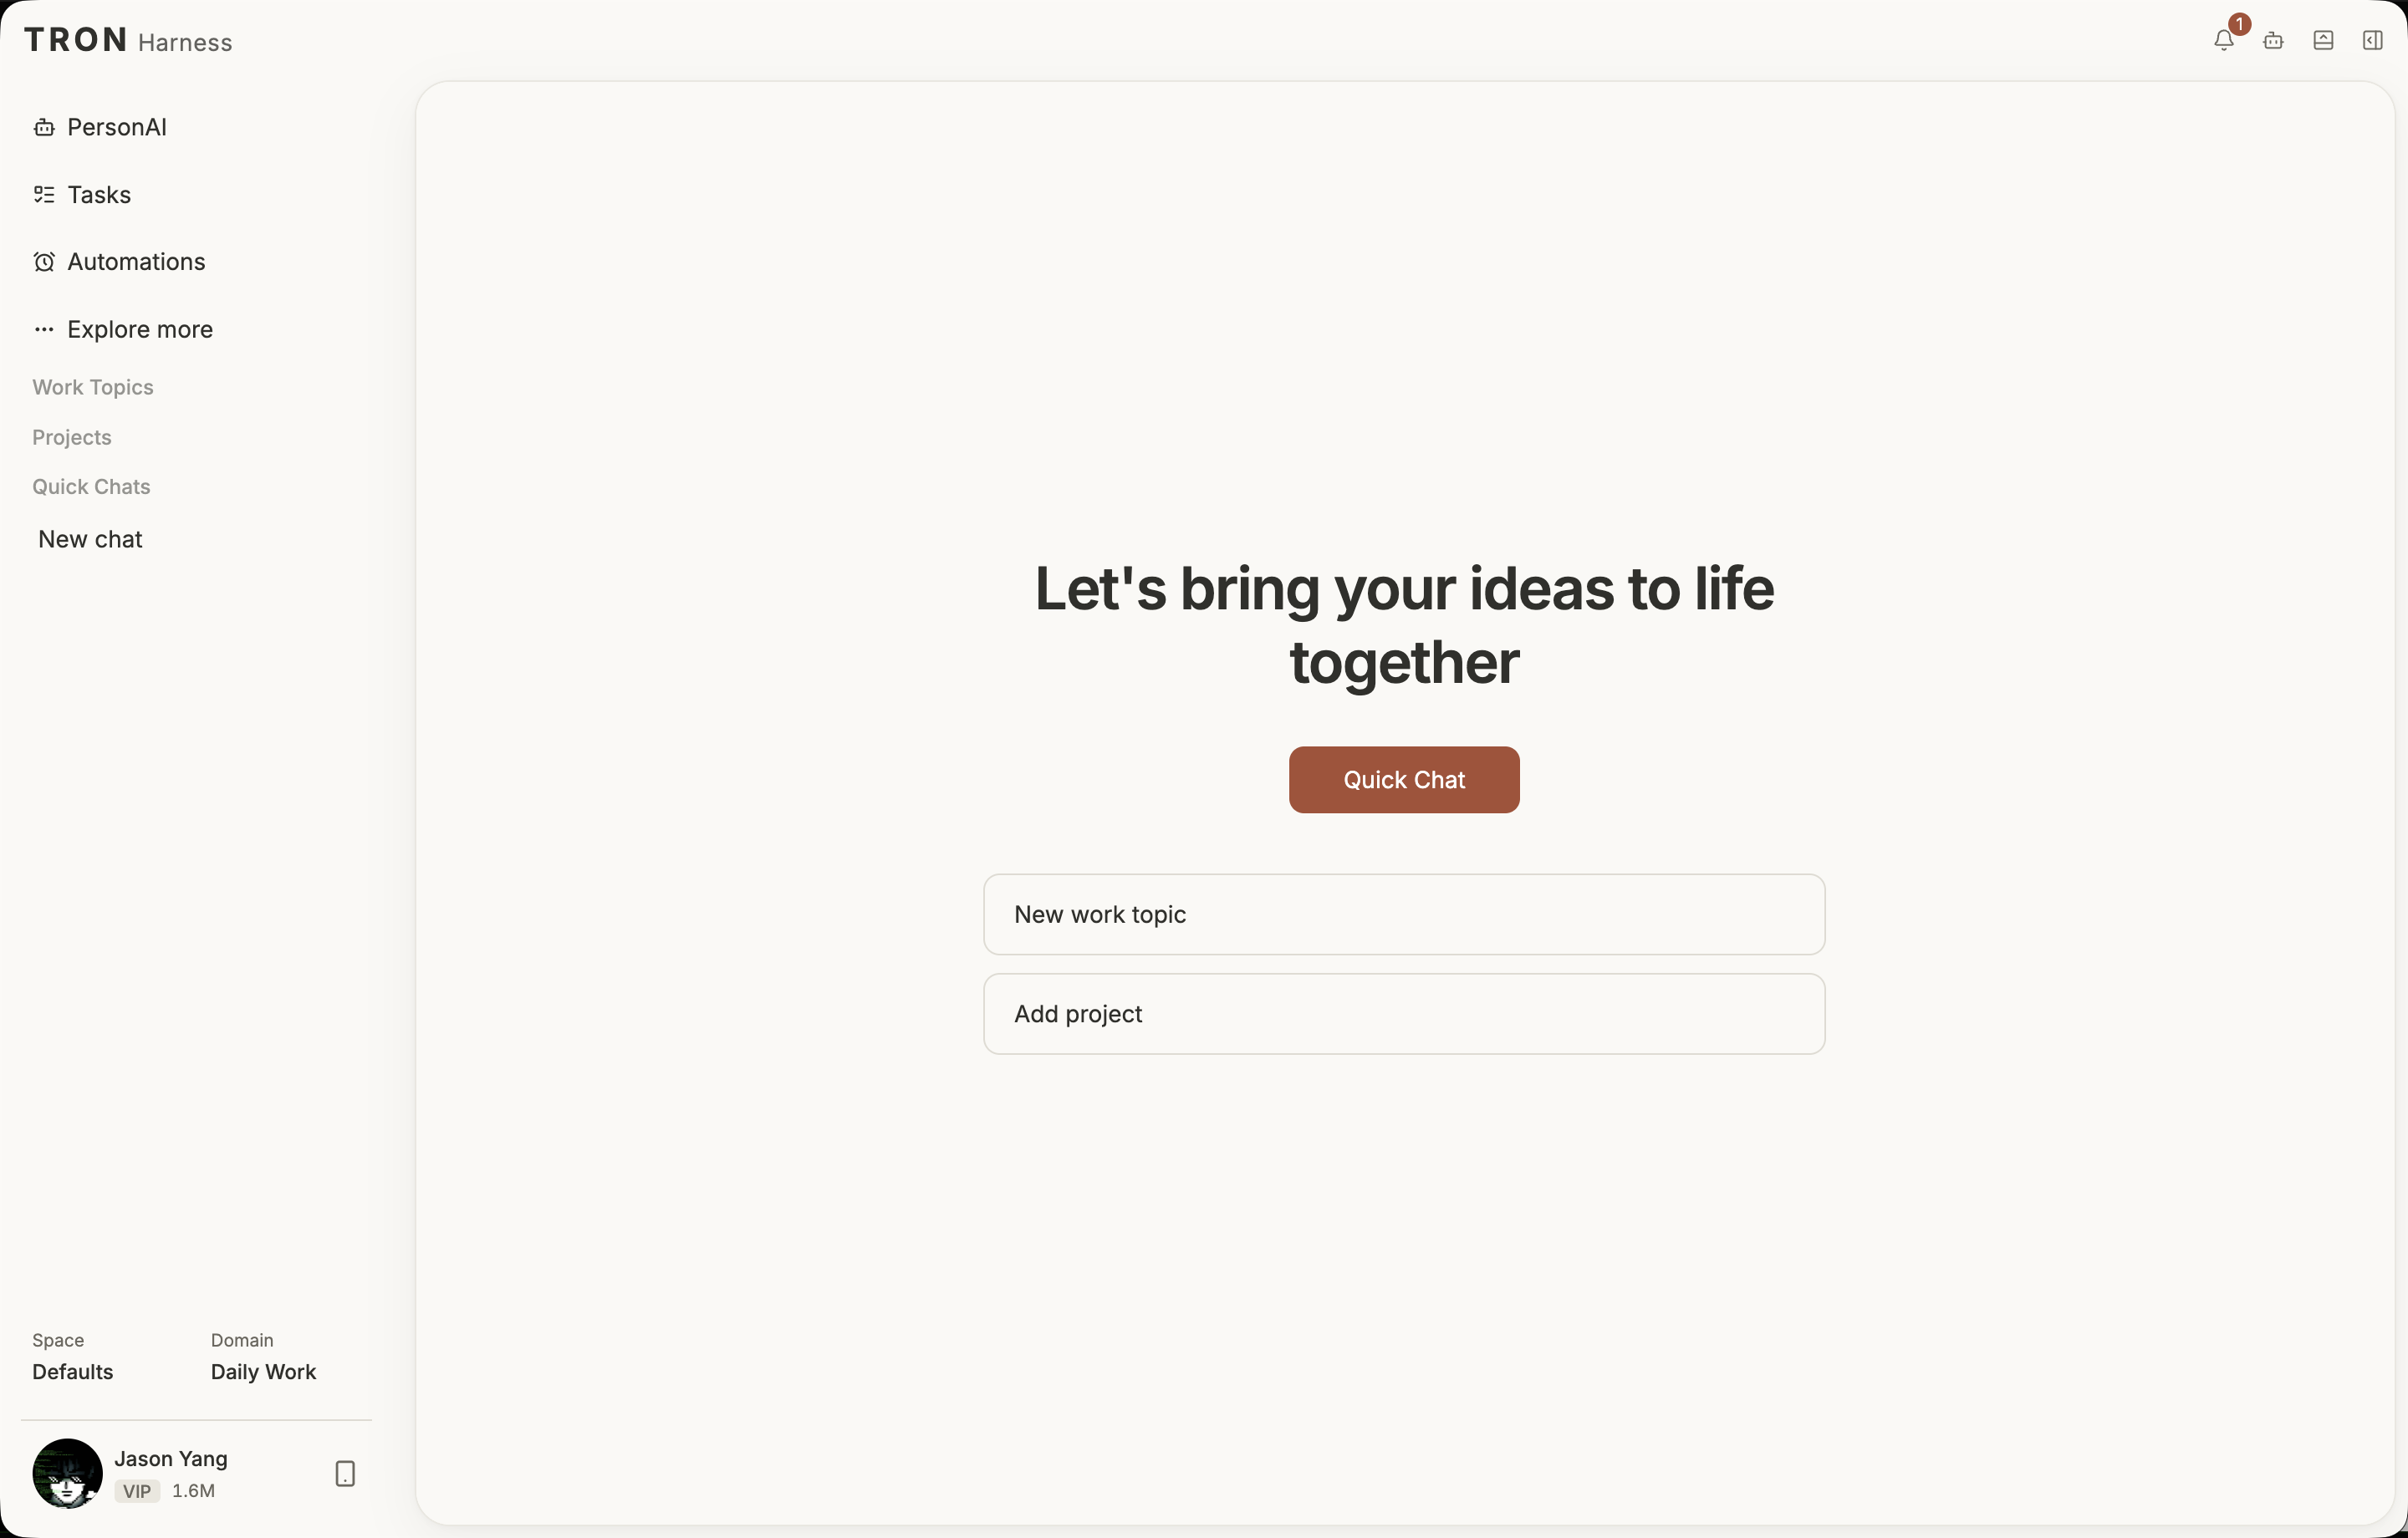 TRON Harness
1
PersonAI
Tasks
Automations
Explore more
Work Topics
Projects
Quick Chats
New chat
Let's bring your ideas to life
together
Quick Chat
New work topic
Add project
Space
Domain
Defaults
Daily Work
Jason Yang
VIP 1.6M